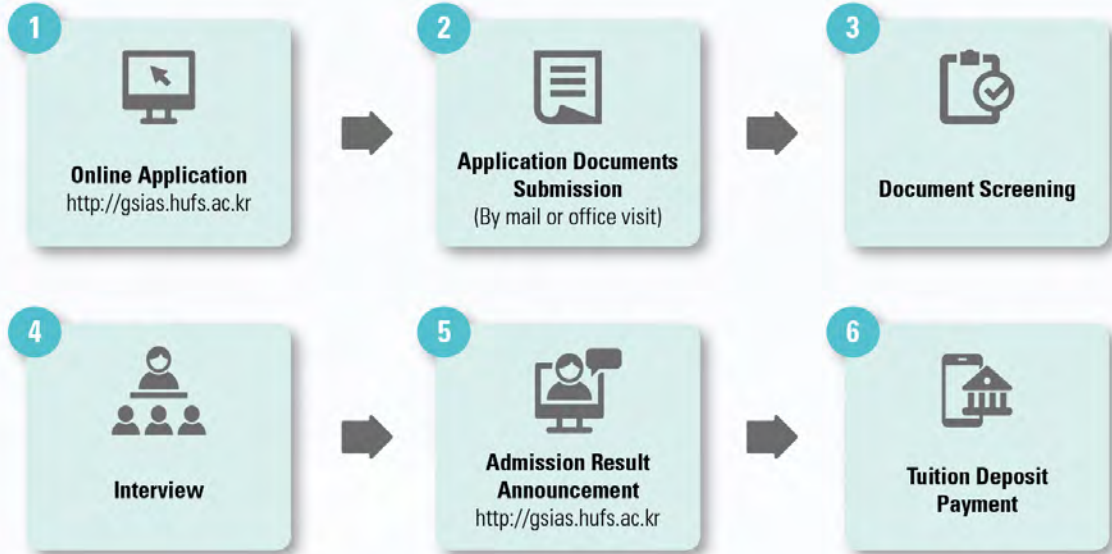 1
Online Application
http://gsias.hufs.ac.kr
2
Application Documents
Submission
(By mail or office visit)
3
Document Screening
4
Interview
5
Admission Result
Announcement
http://gsias.hufs.ac.kr
6
Tuition Deposit
Payment